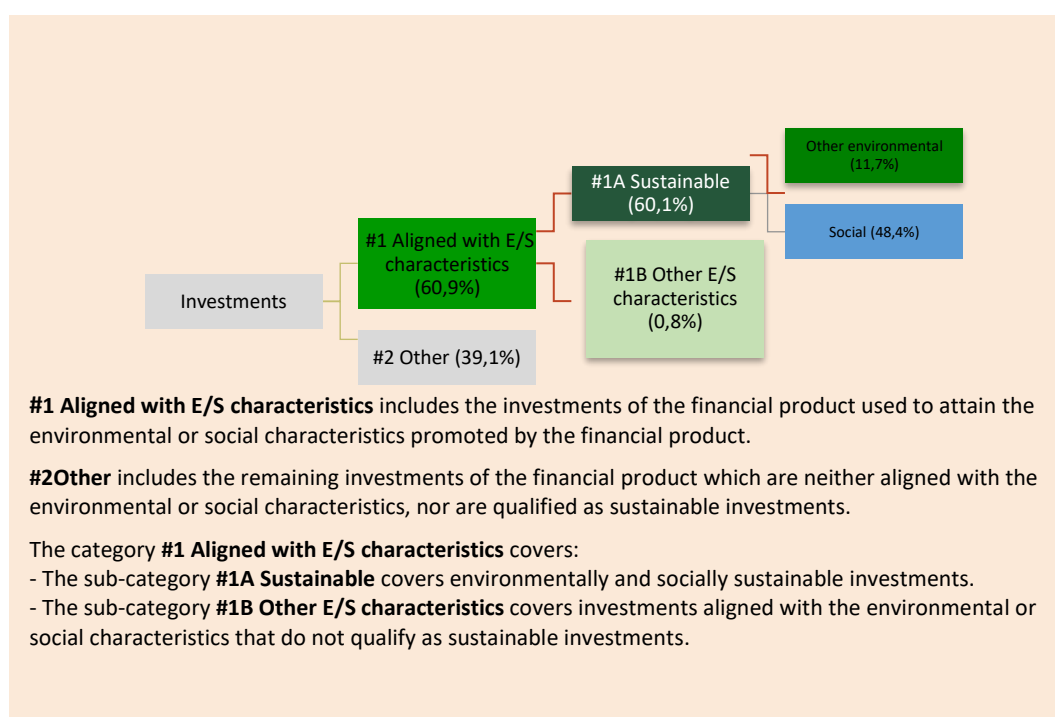 Other environmental
(11,7%)
#1A Sustainable
(60,1%)
Social (48,4%)
#1 Aligned with E/S
characteristics
(60,9%)
#1B Other E/S
characteristics
(0,8%)
Investments
#2 Other (39,1%)
#1 Aligned with E/S characteristics includes the investments of the financial product used to attain the
environmental or social characteristics promoted by the financial product.
#2Other includes the remaining investments of the financial product which are neither aligned with the
environmental or social characteristics, nor are qualified as sustainable investments.
The category #1 Aligned with E/S characteristics covers:
- The sub-category #1A Sustainable covers environmentally and socially sustainable investments.
- The sub-category #1B Other E/S characteristics covers investments aligned with the environmental or
social characteristics that do not qualify as sustainable investments.